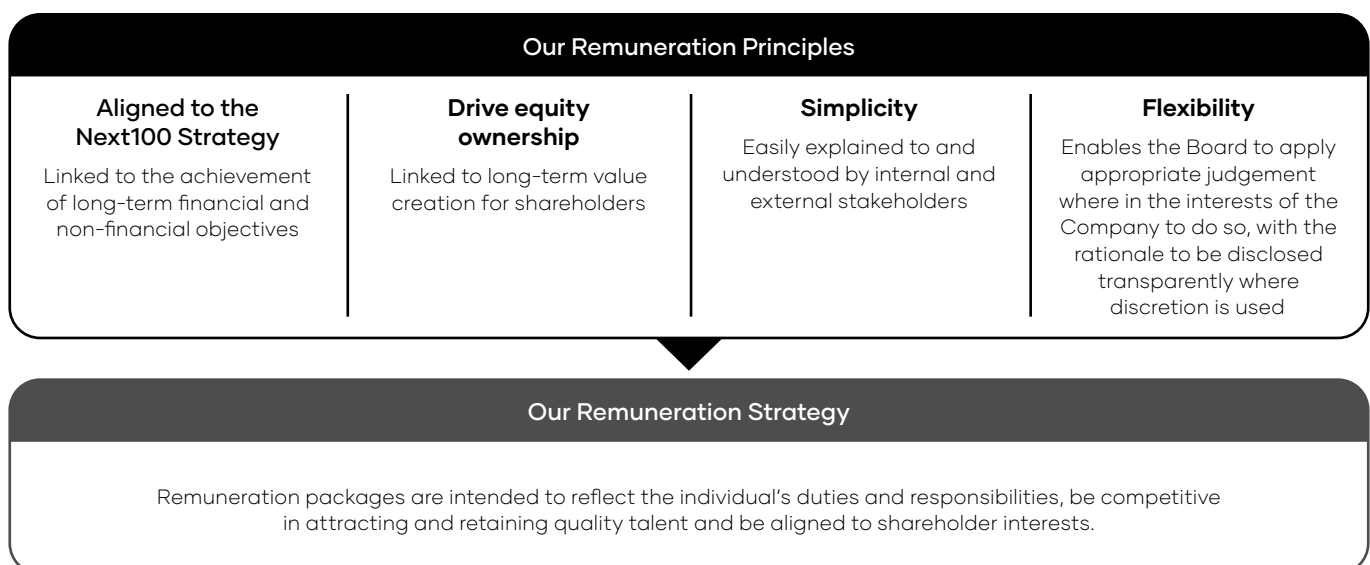 Our Remuneration Principles
Aligned to the
Next100 Strategy
Linked to the achievement
of long-term financial and
non-financial objectives
Drive equity
ownership
Linked to long-term value
creation for shareholders
Simplicity
Easily explained to and
understood by internal and
external stakeholders
Flexibility
Enables the Board to apply
appropriate judgement
where in the interests of the
Company to do so, with the
rationale to be disclosed
transparently where
discretion is used
Our Remuneration Strategy
Remuneration packages are intended to reflect the individual’s duties and responsibilities, be competitive
in attracting and retaining quality talent and be aligned to shareholder interests.